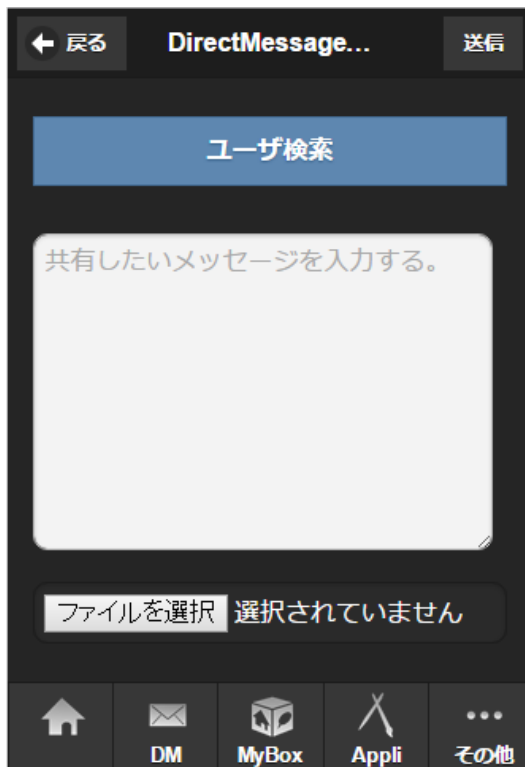 戻る DirectMessage... 送信
ユーザ検索
共有したいメッセージを入力する。
ファイルを選択 選択されていません
DM MyBox Appli その他